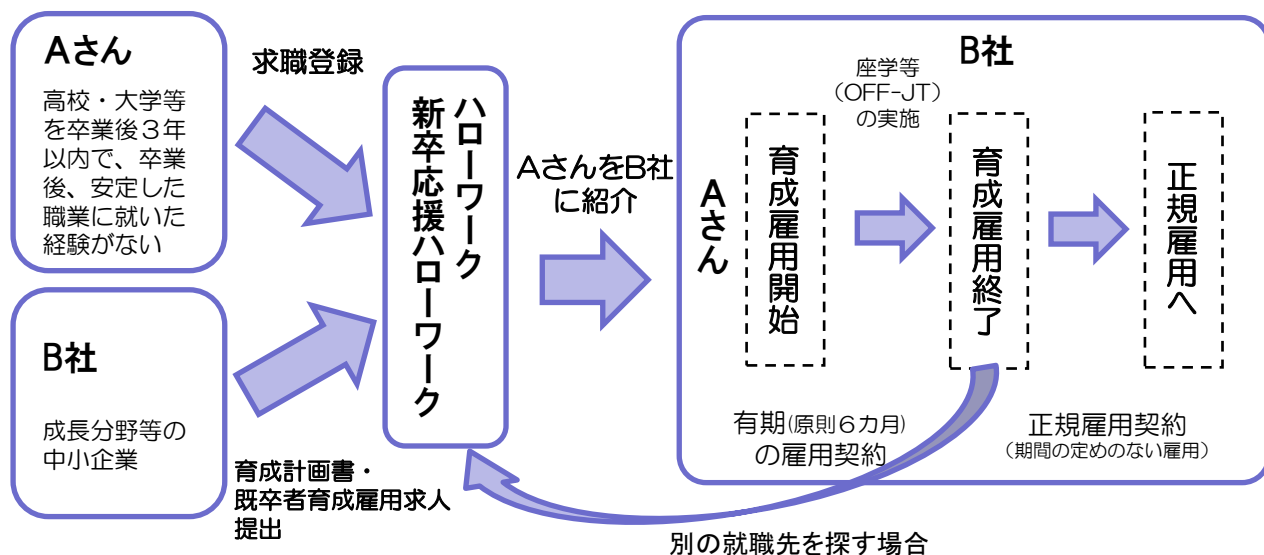 Aさん
高校・大学等
を卒業後３年
以内で、卒業
後、安定した
職業に就いた
経験がない
求職登録
B社
成長分野等の
中小企業
育成計画書・
既卒者育成雇用求人
提出
ハローワーク
新卒応援ハローワーク
AさんをB社
に紹介
B社
Aさん
育成雇用開始
座学等
（OFF-JT）
の実施
育成雇用終了
正規雇用へ
有期(原則６カ月)
の雇用契約
正規雇用契約
（期間の定めのない雇用）
別の就職先を探す場合